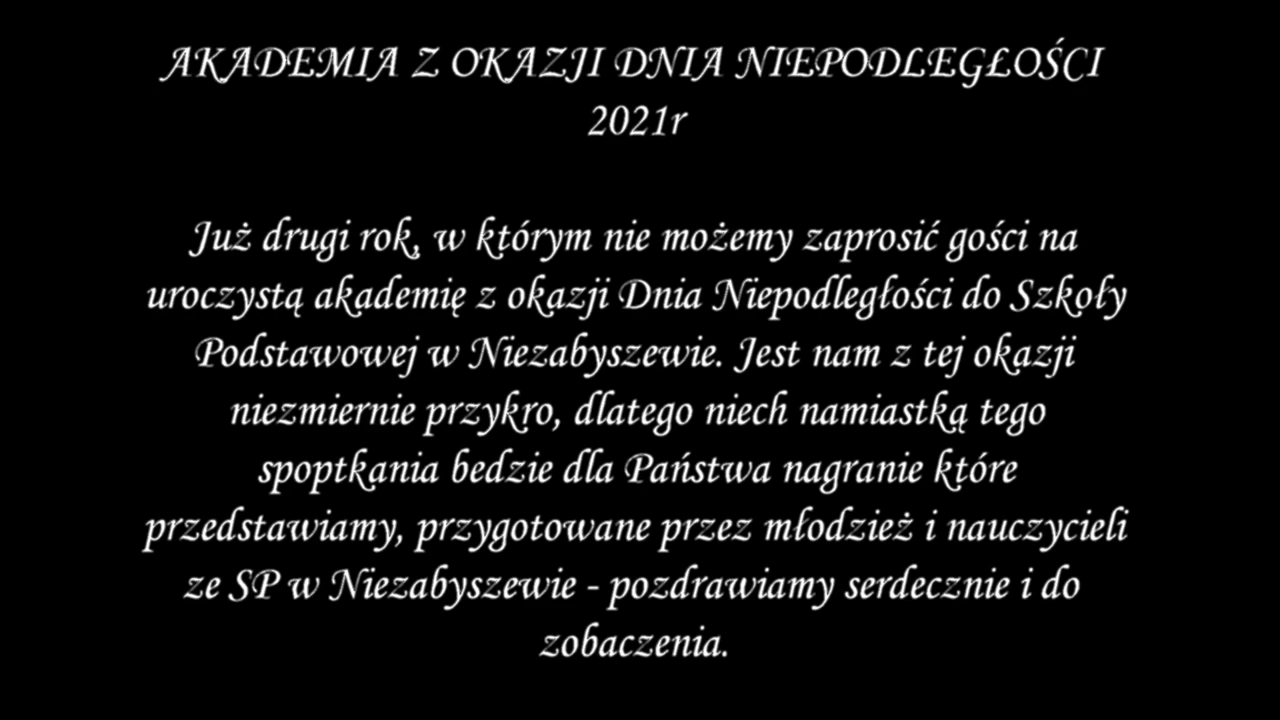 AKADEMIA Z OKAZJI DNIA NIEPODLEGŁOŚCI
2021r
Już drugi rok, w którym nie możemy zaprosić gości na
uroczystą akademię z okazji Dnia Niepodległości do Szkoły
Podstawowej w Niezabyszewie. Jest nam z tej okazji
niezmiernie przykro, dlatego niech namiastką tego
spoptkania bedzie dla Państwa nagranie które
przedstawiamy, przygotowane przez młodzież i nauczycieli
ze SP w Niezabyszewie - pozdrawiamy serdecznie i do
zobaczenia.